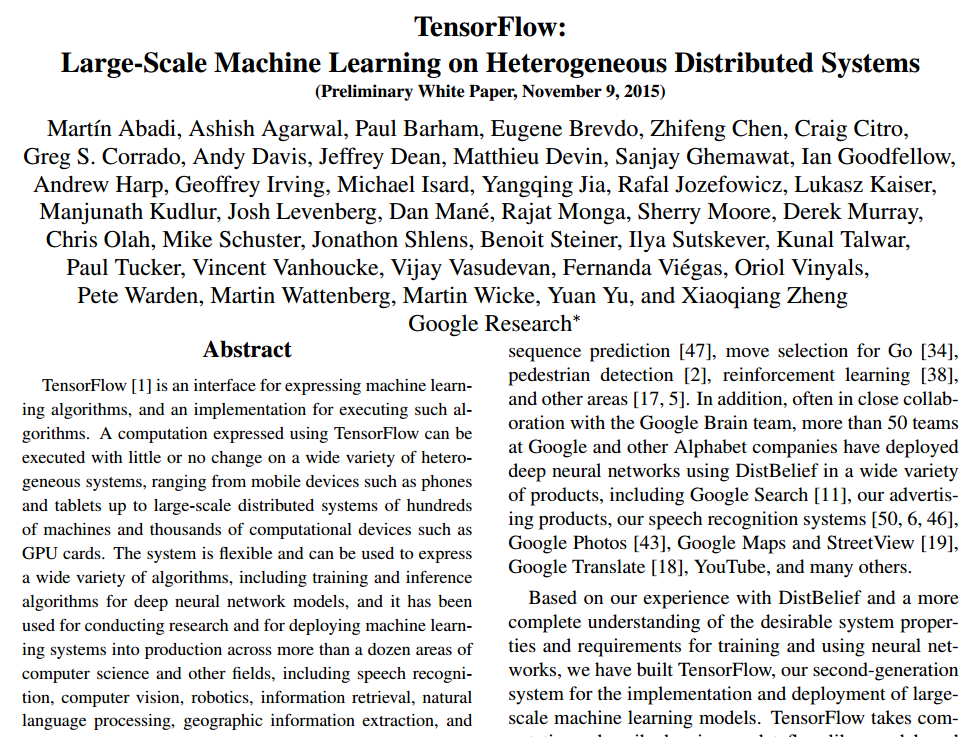 TensorFlow:
Large-Scale Machine Learning on Heterogeneous Distributed Systems
(Preliminary White Paper, November 9, 2015)
Martín Abadi, Ashish Agarwal, Paul Barham, Eugene Brevdo, Zhifeng Chen, Craig Citro,
Greg S. Corrado, Andy Davis, Jeffrey Dean, Matthieu Devin, Sanjay Ghemawat, Ian Goodfellow,
Andrew Harp, Geoffrey Irving, Michael Isard, Yangqing Jia, Rafal Jozefowicz, Lukasz Kaiser,
Manjunath Kudlur, Josh Levenberg, Dan Mané, Rajat Monga, Sherry Moore, Derek Murray,
Chris Olah, Mike Schuster, Jonathon Shlens, Benoit Steiner, Ilya Sutskever, Kunal Talwar,
Paul Tucker, Vincent Vanhoucke, Vijay Vasudevan, Fernanda Viégas, Oriol Vinyals,
Pete Warden, Martin Wattenberg, Martin Wicke, Yuan Yu, and Xiaoqiang Zheng
Google Research*
Abstract
TensorFlow [1] is an interface for expressing machine learn-
ing algorithms, and an implementation for executing such al-
gorithms. A computation expressed using TensorFlow can be
executed with little or no change on a wide variety of hetero-
geneous systems, ranging from mobile devices such as phones
and tablets up to large-scale distributed systems of hundreds
of machines and thousands of computational devices such as
GPU cards. The system is flexible and can be used to express
a wide variety of algorithms, including training and inference
algorithms for deep neural network models, and it has been
used for conducting research and for deploying machine learn-
ing systems into production across more than a dozen areas of
computer science and other fields, including speech recogni-
tion, computer vision, robotics, information retrieval, natural
language processing, geographic information extraction, and
sequence prediction [47], move selection for Go [34],
pedestrian detection [2], reinforcement learning [38],
and other areas [17, 5]. In addition, often in close collab-
oration with the Google Brain team, more than 50 teams
at Google and other Alphabet companies have deployed
deep neural networks using DistBelief in a wide variety
of products, including Google Search [11], our advertis-
ing products, our speech recognition systems [50, 6, 46],
Google Photos [43], Google Maps and StreetView [19],
Google Translate [18], YouTube, and many others.
Based on our experience with DistBelief and a more
complete understanding of the desirable system proper-
ties and requirements for training and using neural net-
works, we have built TensorFlow, our second-generation
system for the implementation and deployment of large-
scale machine learning models. TensorFlow takes com-